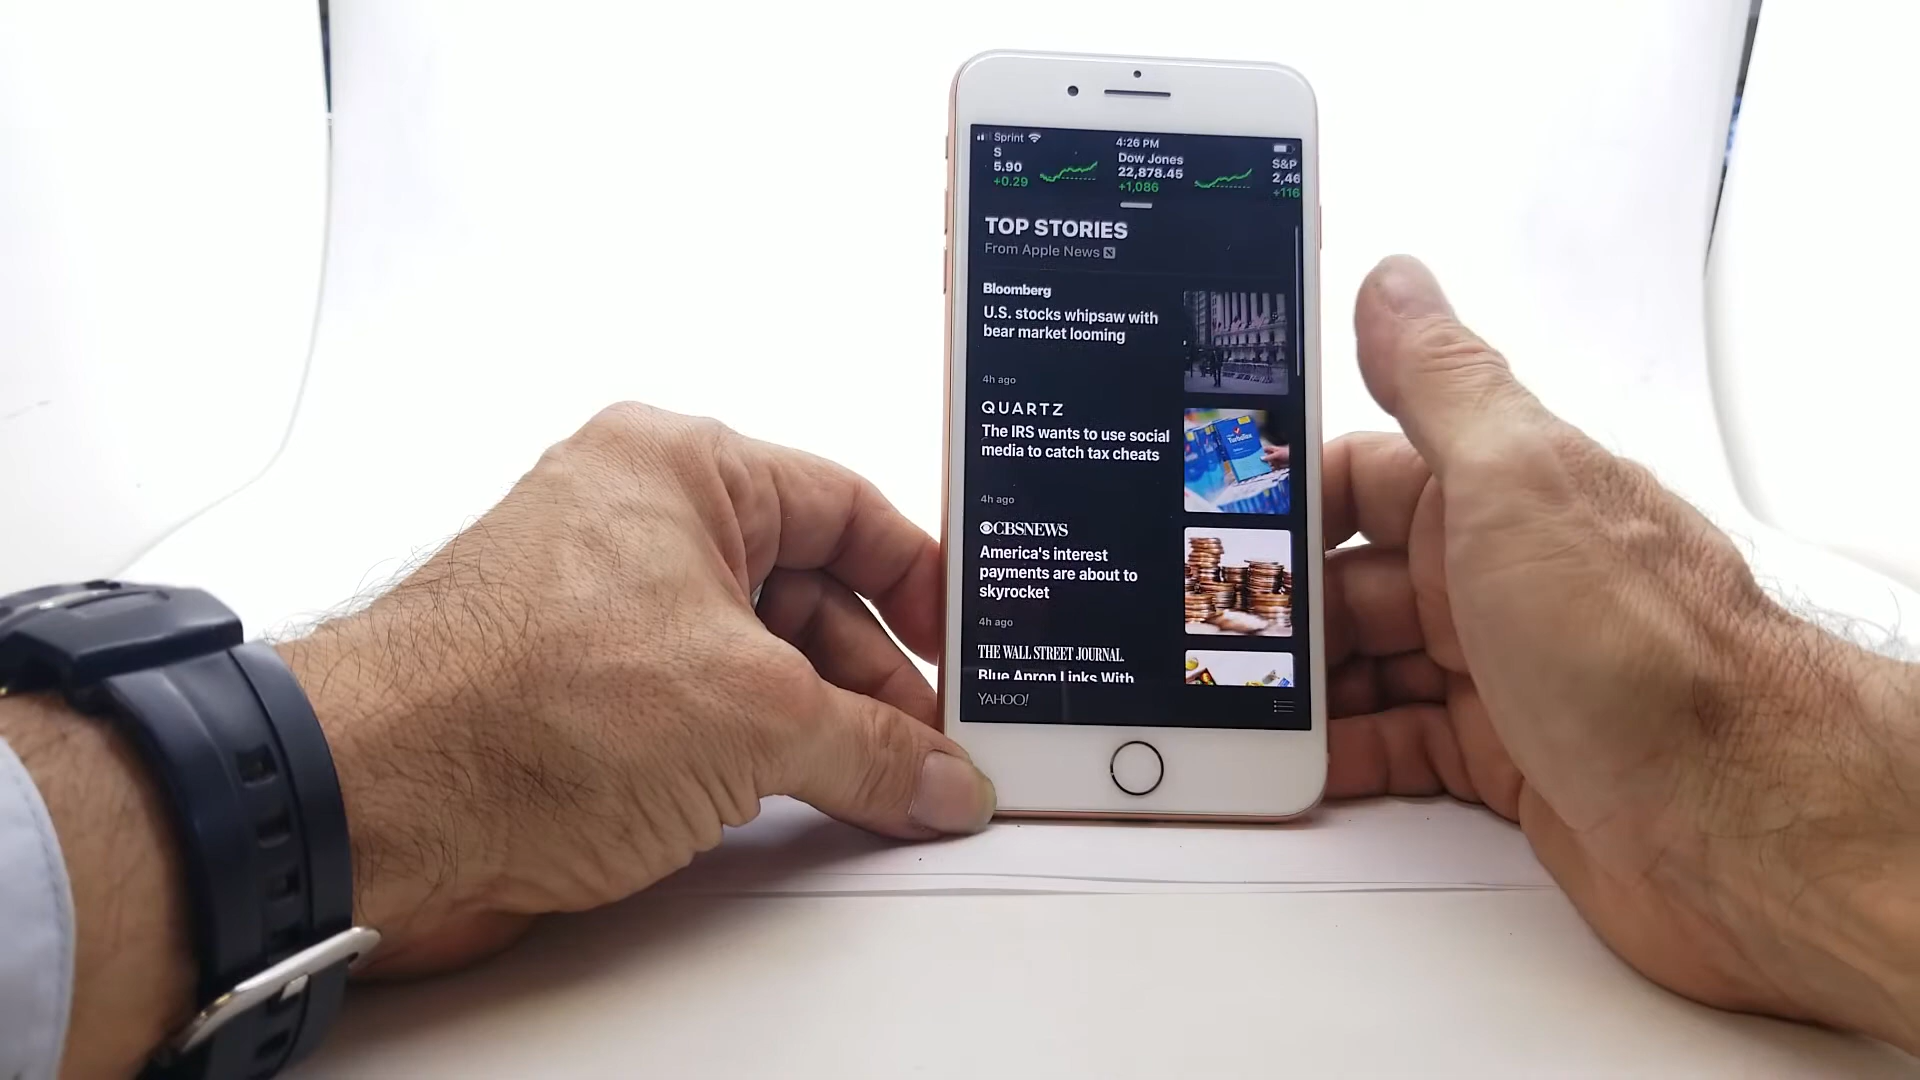 Sprint
4:26 PM
S
5.90
+0.29
Dow Jones
22,878.45
+1,086
S&P
2,46
+116
TOP STORIES
From Apple News
Bloomberg
U.S. stocks whipsaw with
bear market looming
4h ago
QUARTZ
The IRS wants to use social
media to catch tax cheats
4h ago
TurboTax
CBSNEWS
America's interest
payments are about to
skyrocket
4h ago
THE WALL STREET JOURNAL.
Blue Apron Links With
YAHOO!